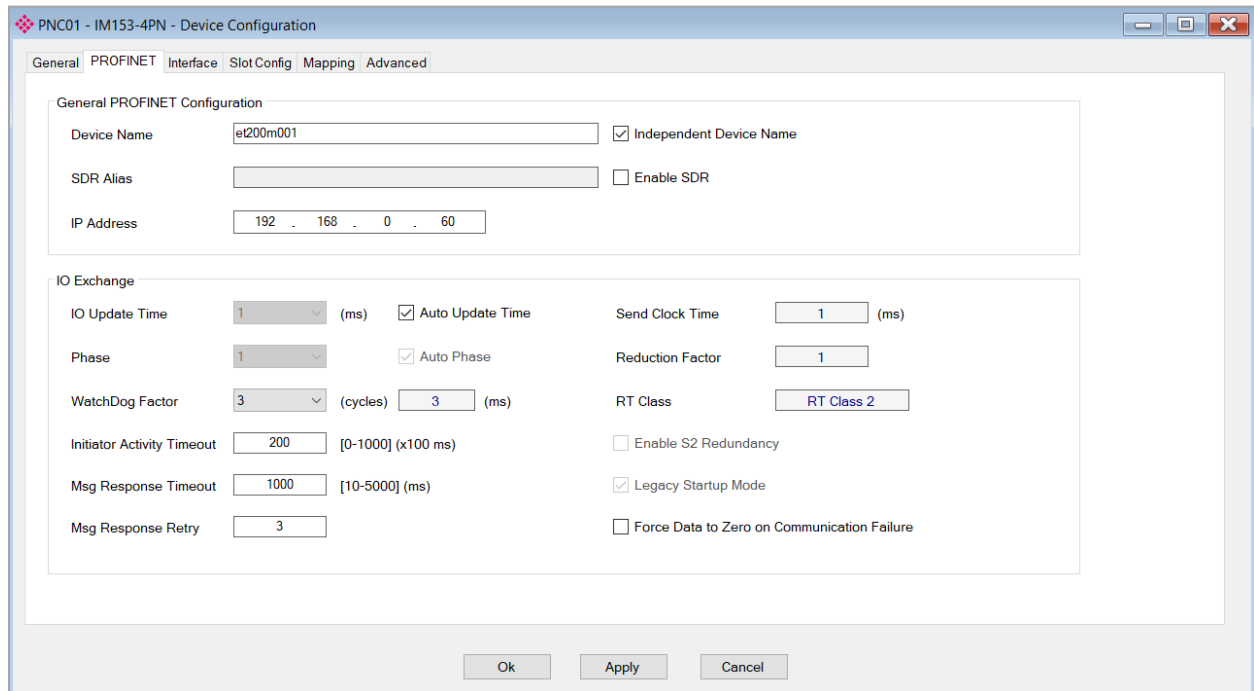 PNC01 - IM153-4PN - Device Configuration
General PROFINET Interface Slot Config Mapping Advanced
General PROFINET Configuration
Device Name et200m001 Independent Device Name
SDR Alias Enable SDR
IP Address 192 . 168 . 0 . 60
IO Exchange
IO Update Time 1 (ms) Auto Update Time Send Clock Time 1 (ms)
Phase 1 Auto Phase Reduction Factor 1
WatchDog Factor 3 (cycles) 3 (ms) RT Class RT Class 2
Initiator Activity Timeout 200 [0-1000] (x100 ms) Enable S2 Redundancy
Msg Response Timeout 1000 [10-5000] (ms) Legacy Startup Mode
Msg Response Retry 3 Force Data to Zero on Communication Failure
Ok Apply Cancel